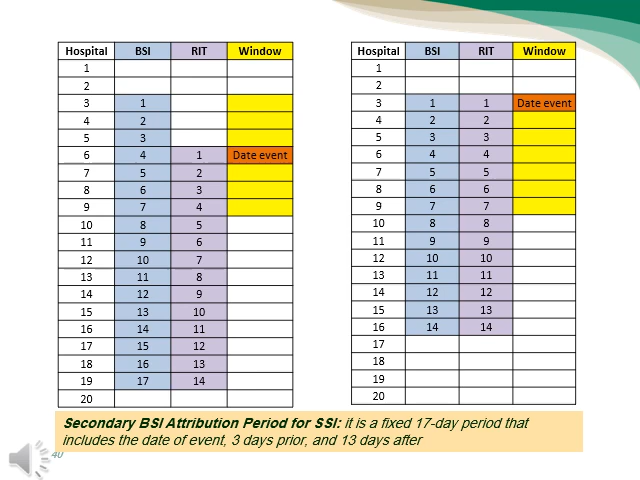 Hospital BSI RIT Window
1
2
3 1
4 2
5 3
6 4 1 Date event
7 5 2
8 6 3
9 7 4
10 8 5
11 9 6
12 10 7
13 11 8
14 12 9
15 13 10
16 14 11
17 15 12
18 16 13
19 17 14
20
Hospital BSI RIT Window
1
2
3 1 1 Date event
4 2 2
5 3 3
6 4 4
7 5 5
8 6 6
9 7 7
10 8 8
11 9 9
12 10 10
13 11 11
14 12 12
15 13 13
16 14 14
17
18
19
20
Secondary BSI Attribution Period for SSI: it is a fixed 17-day period that
includes the date of event, 3 days prior, and 13 days after
40